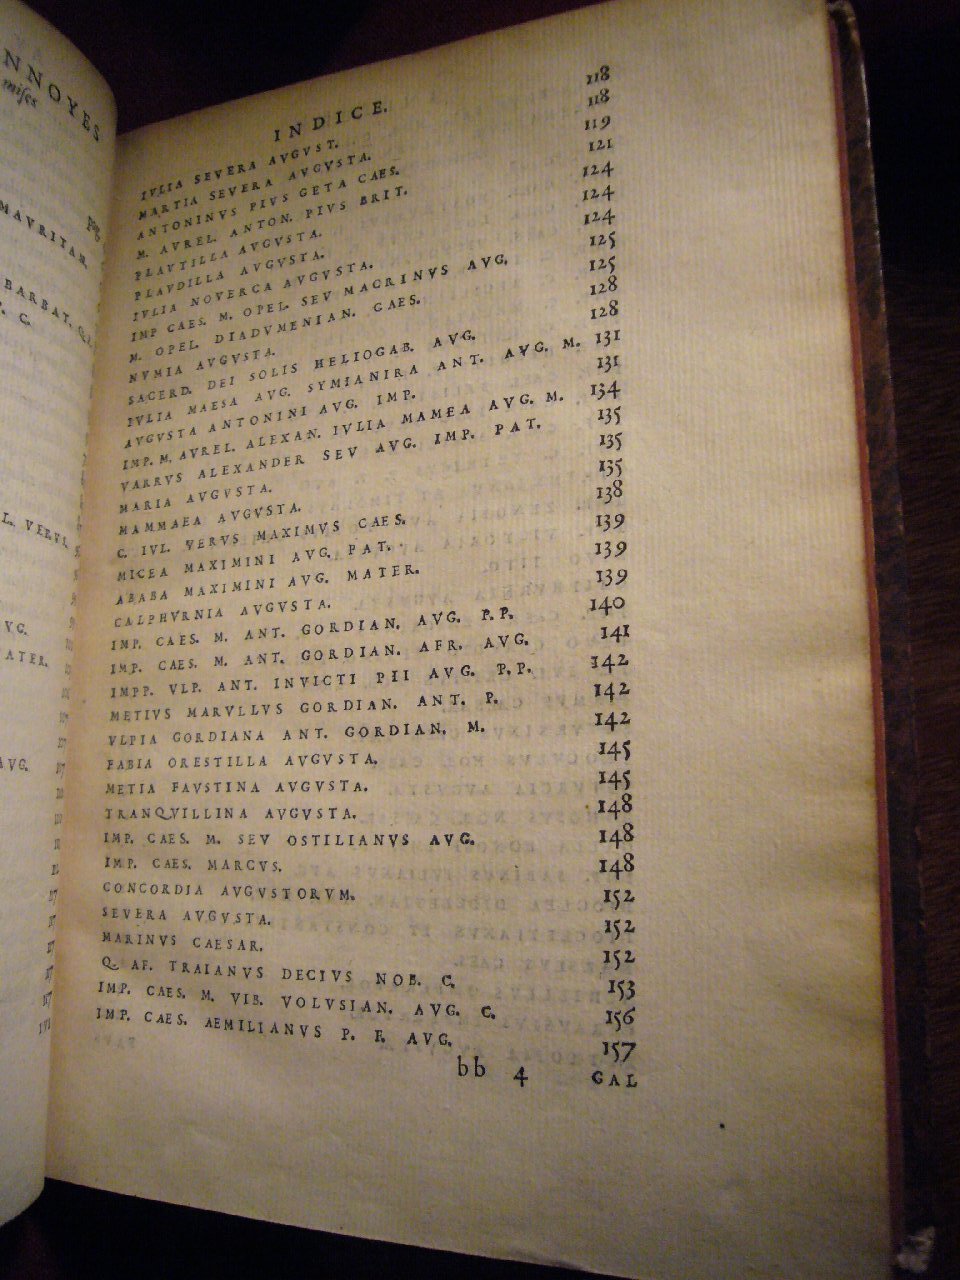 NNOYES
mises
MAVRITAN.
BARBAT.
L. VERVS.
VG.
ATER.
AVG.
INDICE.
IVLIA SEVERA AVGVST. 118
MARTIA SEVERA AVGVSTA. 118
ANTONINVS PIVS GETA CAES. 119
M. AVREL. ANTON. PIVS BRIT. 121
PLAVTILLA AVGVSTA. 124
PLAVDILLA AVGVSTA. 124
IVLIA NOVERCA AVGVSTA. 124
IMP CAES. M. OPEL. SEV MACRINVS AVG. 125
M. OPEL. DIADVMENIAN. CAES. 125
NVMIA AVGVSTA. 128
SACERD. DEI SOLIS HELIOGAB. AVG. 128
IVLIA MAESA AVG. SYMIANIRA ANT. AVG. M. 131
AVGVSTA ANTONINI AVG. IMP. 131
IMP. M. AVREL. ALEXAN. IVLIA MAMEA AVG. M. 134
VARRVS ALEXANDER SEV AVG. IMP. PAT. 135
MARIA AVGVSTA. 135
MAMMAEA AVGVSTA. 135
C. IVL. VERVS MAXIMVS CAES. 138
MICEA MAXIMINI AVG. PAT. 139
ABABA MAXIMINI AVG. MATER. 139
CALPHVRNIA AVGVSTA. 139
IMP. CAES. M. ANT. GORDIAN. AVG. P.P. 140
IMP. CAES. M. ANT. GORDIAN. AFR. AVG. 141
IMPP. VLP. ANT. INVICTI PII AVG. P.P. 142
METIVS MARVLLVS GORDIAN. ANT. P. 142
VLPIA GORDIANA ANT. GORDIAN. M. 142
FABIA ORESTILLA AVGVSTA. 145
METIA FAVSTINA AVGVSTA. 145
TRANQVILLINA AVGVSTA. 148
IMP. CAES. M. SEV OSTILIANVS AVG. 148
IMP. CAES. MARCVS. 148
CONCORDIA AVGVSTORVM. 152
SEVERA AVGVSTA. 152
MARINVS CAESAR. 152
Q. AF. TRAIANVS DECIVS NOB. C. 153
IMP. CAES. M. VIB. VOLVSIAN. AVG. C. 156
IMP. CAES. AEMILIANVS P. F. AVG. 157
bb 4 GAL